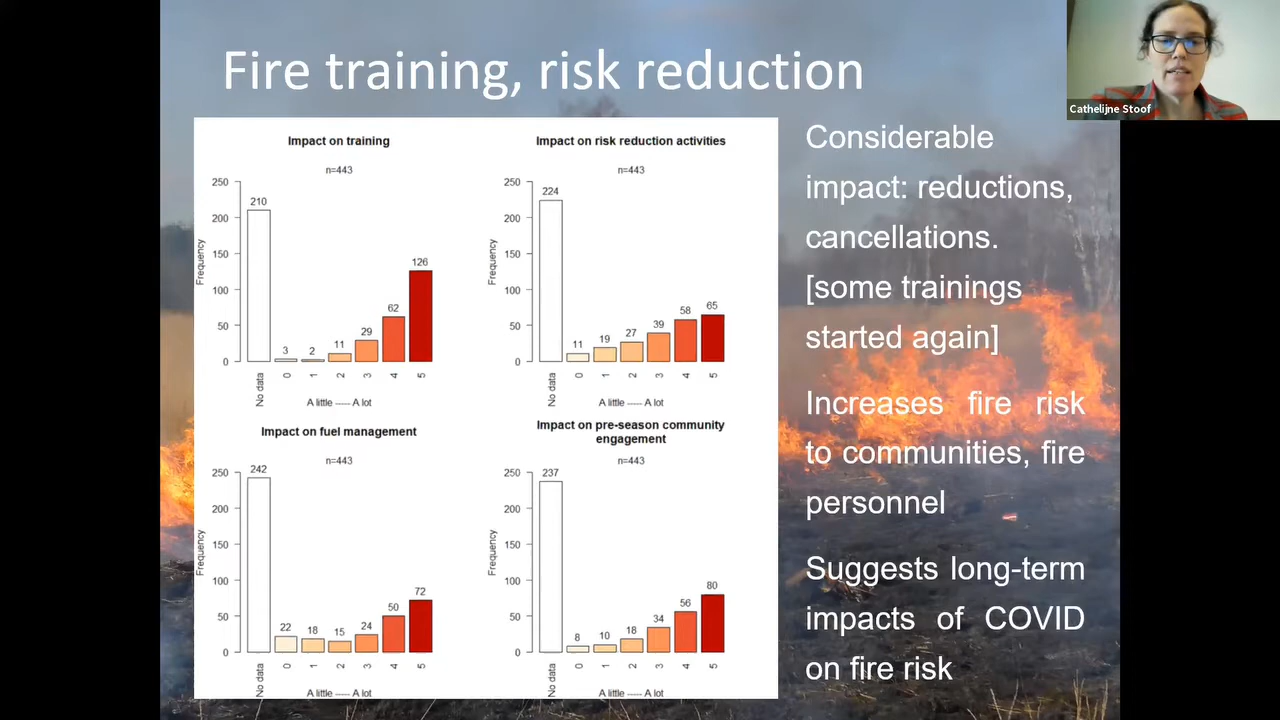 Fire training, risk reduction
Cathelijne Stoof
Impact on training
n=443
Frequency
250
200
150
100
50
0
210
3
2
11
29
62
126
No data
0
1
2
3
4
5
A little ----- A lot
Impact on risk reduction activities
n=443
Frequency
250
200
150
100
50
0
224
11
19
27
39
58
65
No data
0
1
2
3
4
5
A little ----- A lot
Impact on fuel management
n=443
Frequency
250
200
150
100
50
0
242
22
18
15
24
50
72
No data
0
1
2
3
4
5
A little ----- A lot
Impact on pre-season community
engagement
n=443
Frequency
250
200
150
100
50
0
237
8
10
18
34
56
80
No data
0
1
2
3
4
5
A little ----- A lot
Considerable
impact: reductions,
cancellations.
[some trainings
started again]
Increases fire risk
to communities, fire
personnel
Suggests long-term
impacts of COVID
on fire risk